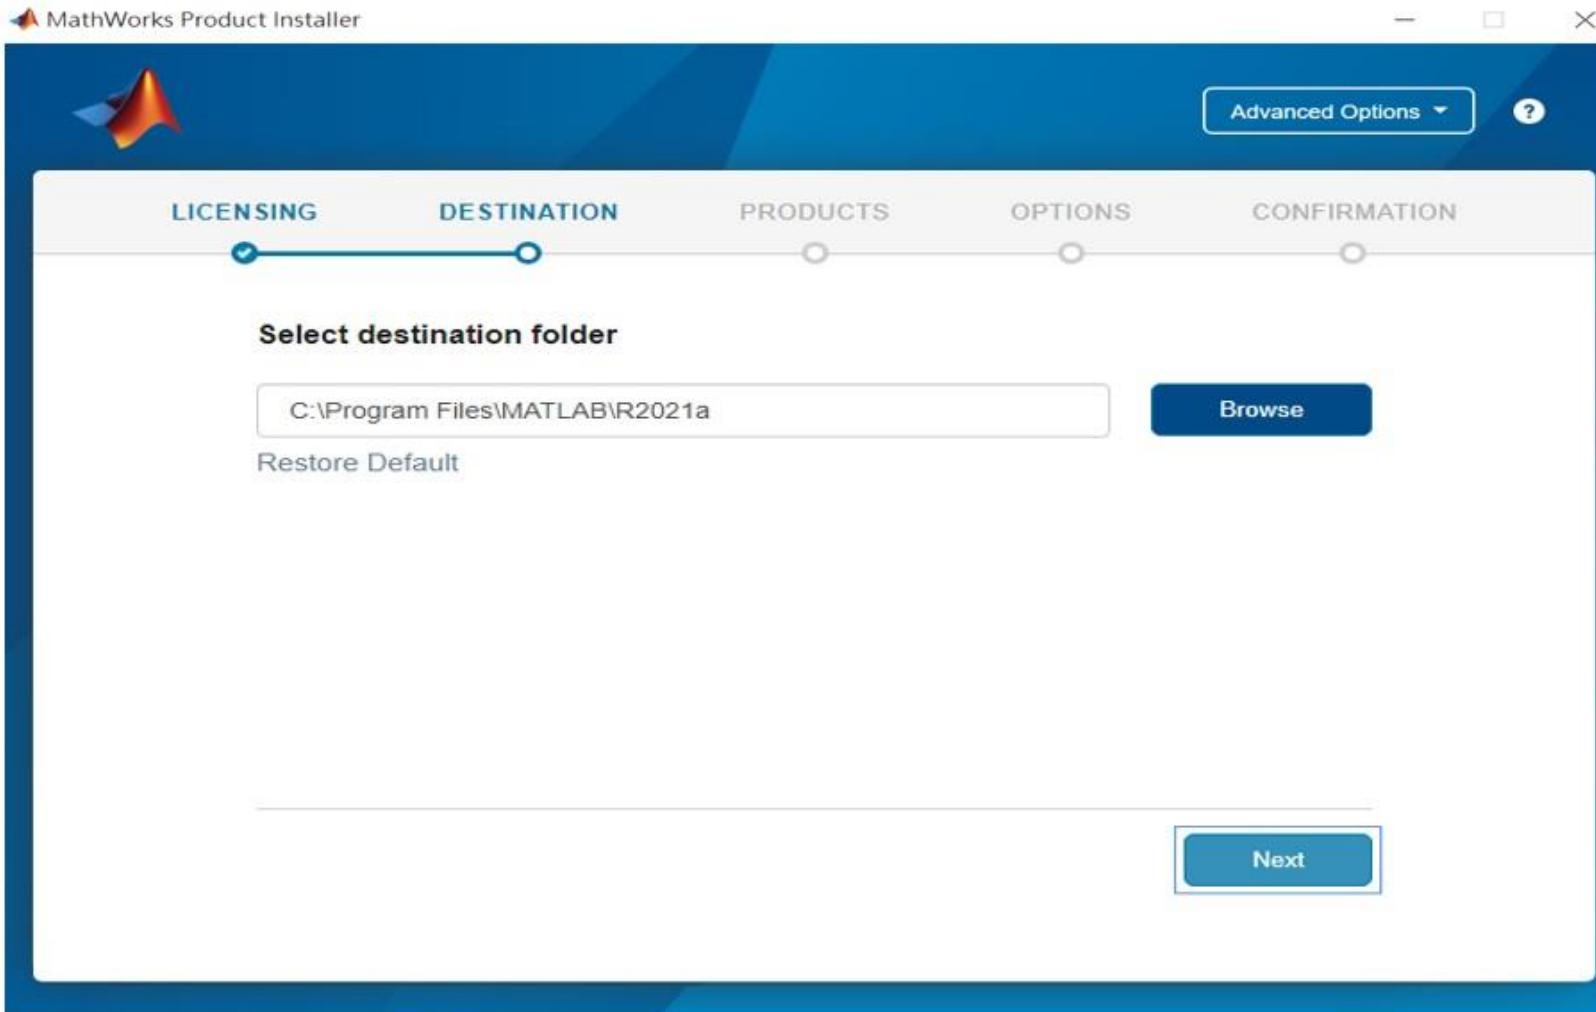 MathWorks Product Installer
Advanced Options
?
LICENSING DESTINATION PRODUCTS OPTIONS CONFIRMATION
Select destination folder
C:\Program Files\MATLAB\R2021a
Browse
Restore Default
Next